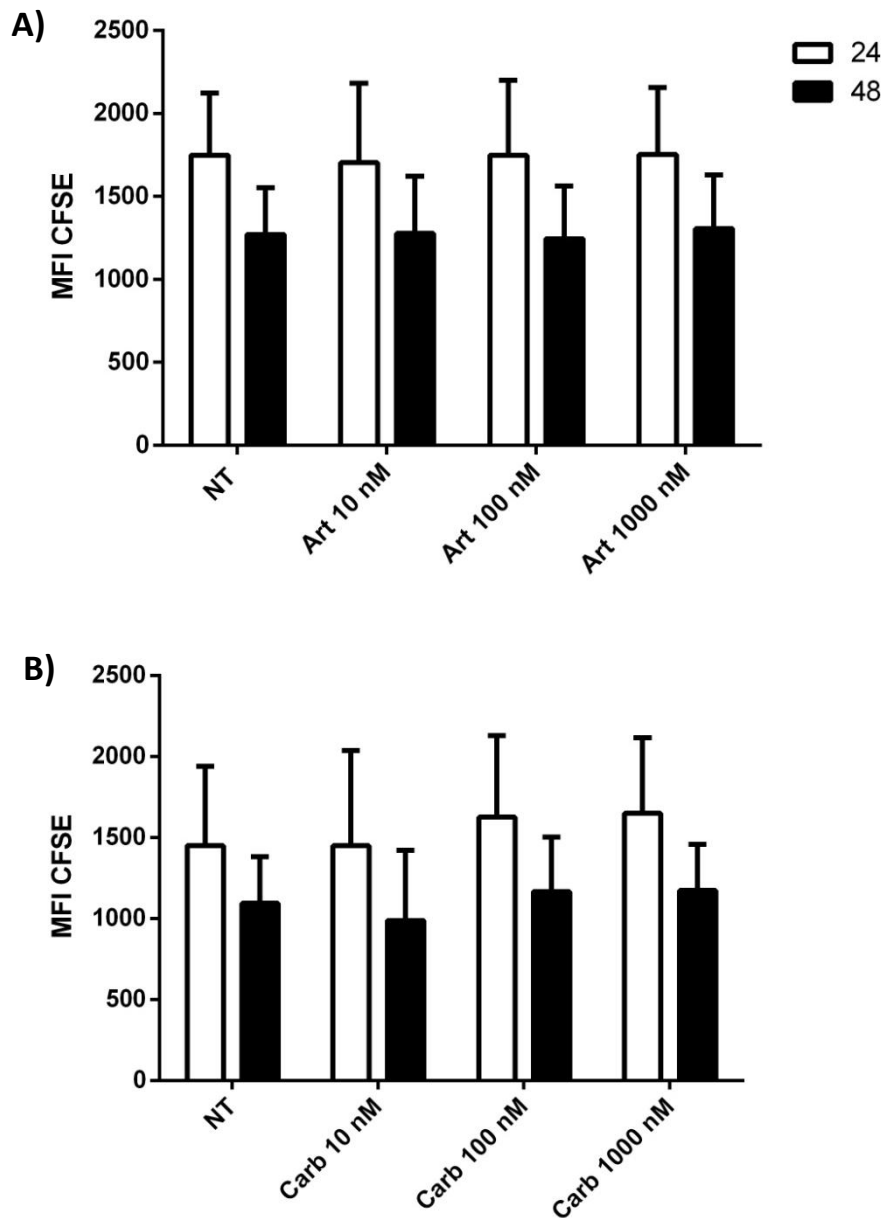 A)
2500
2000
1500
1000
500
0
MFI CFSE
NT
Art 10 nM
Art 100 nM
Art 1000 nM
24
48
B)
2500
2000
1500
1000
500
0
MFI CFSE
NT
Carb 10 nM
Carb 100 nM
Carb 1000 nM